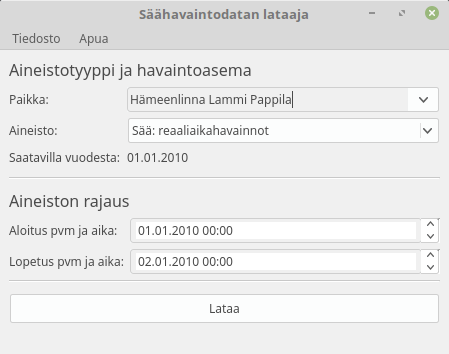 Säähavaintodatan lataaja
Tiedosto Apua
Aineistotyyppi ja havaintoasema
Paikka: Hämeenlinna Lammi Pappila
Aineisto: Sää: reaaliaikahavainnot
Saatavilla vuodesta: 01.01.2010
Aineiston rajaus
Aloitus pvm ja aika: 01.01.2010 00:00
Lopetus pvm ja aika: 02.01.2010 00:00
Lataa